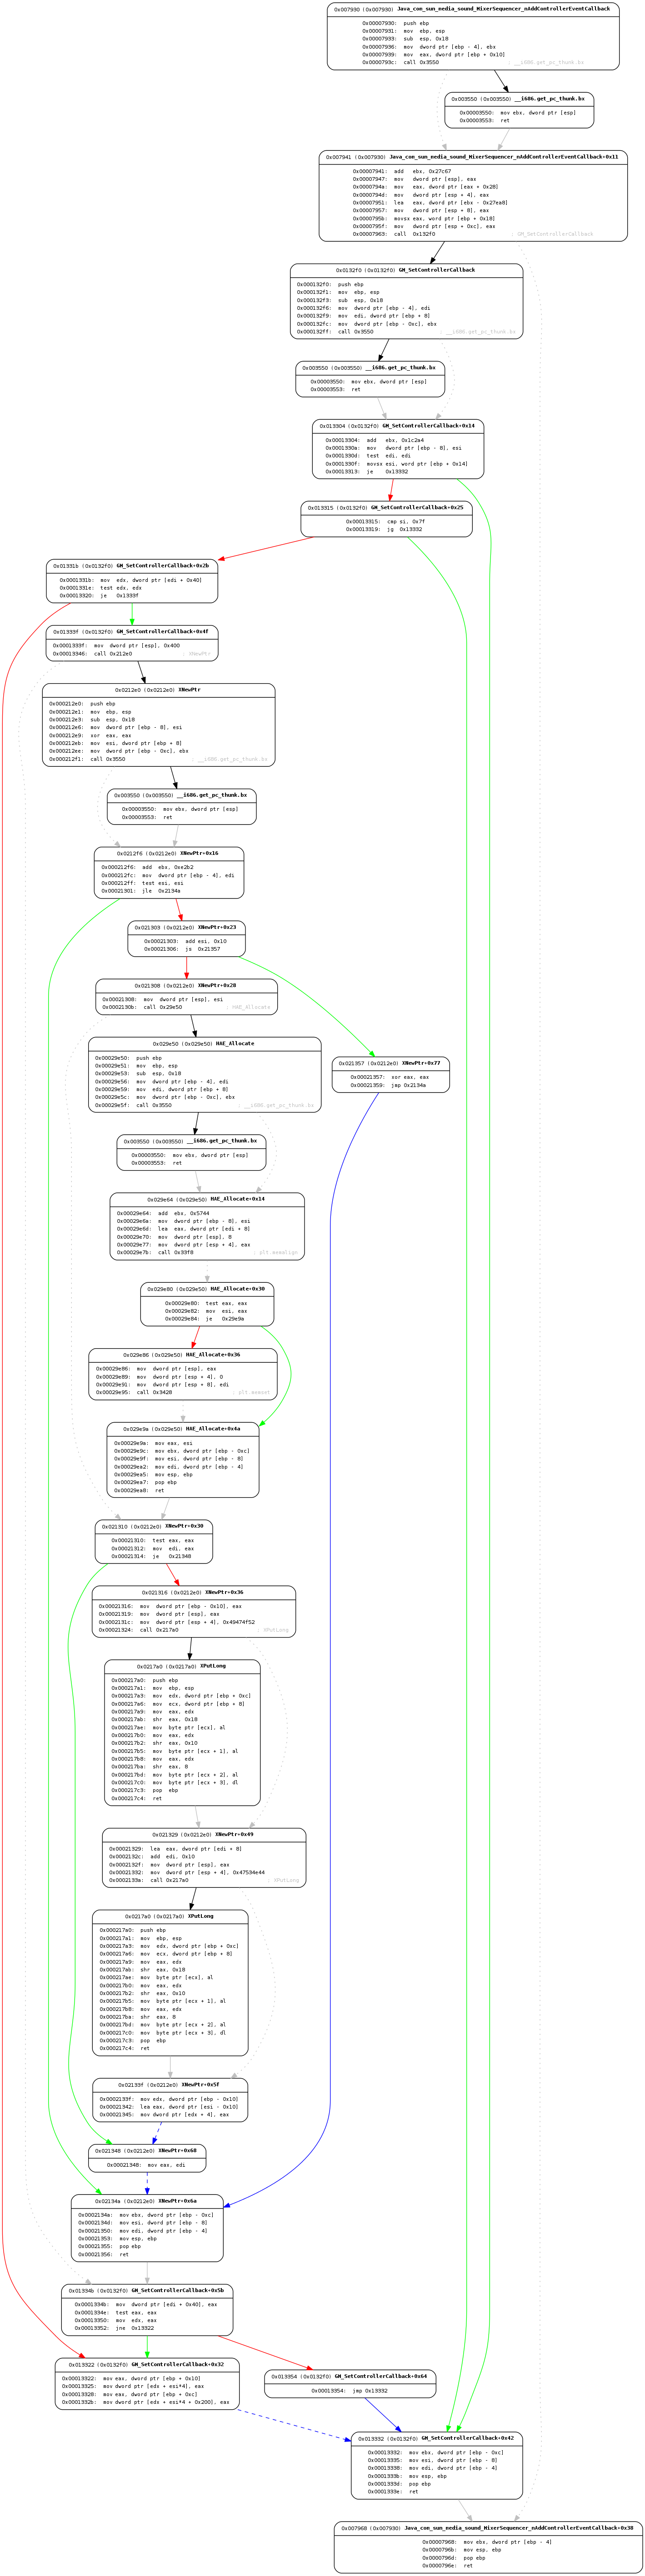 0x007930 (0x007930) Java_com_sun_media_sound_MixerSequencer_nAddControllerEventCallback
0x00007930: push ebp
0x00007931: mov ebp, esp
0x00007933: sub esp, 0x18
0x00007936: mov dword ptr [ebp - 4], ebx
0x00007939: mov eax, dword ptr [ebp + 0x10]
0x0000793c: call 0x3550 ; __i686.get_pc_thunk.bx
0x003550 (0x003550) __i686.get_pc_thunk.bx
0x00003550: mov ebx, dword ptr [esp]
0x00003553: ret
0x007941 (0x007930) Java_com_sun_media_sound_MixerSequencer_nAddControllerEventCallback+0x11
0x00007941: add ebx, 0x27c67
0x00007947: mov dword ptr [esp], eax
0x0000794a: mov eax, dword ptr [eax + 0x28]
0x0000794d: mov dword ptr [esp + 4], eax
0x00007951: lea eax, dword ptr [ebx - 0x27ea8]
0x00007957: mov dword ptr [esp + 8], eax
0x0000795b: movsx eax, word ptr [ebp + 0x18]
0x0000795f: mov dword ptr [esp + 0xc], eax
0x00007963: call 0x132f0 ; GM_SetControllerCallback
0x0132f0 (0x0132f0) GM_SetControllerCallback
0x000132f0: push ebp
0x000132f1: mov ebp, esp
0x000132f3: sub esp, 0x18
0x000132f6: mov dword ptr [ebp - 4], edi
0x000132f9: mov edi, dword ptr [ebp + 8]
0x000132fc: mov dword ptr [ebp - 0xc], ebx
0x000132ff: call 0x3550 ; __i686.get_pc_thunk.bx
0x003550 (0x003550) __i686.get_pc_thunk.bx
0x00003550: mov ebx, dword ptr [esp]
0x00003553: ret
0x013304 (0x0132f0) GM_SetControllerCallback+0x14
0x00013304: add ebx, 0x1c2a4
0x0001330a: mov dword ptr [ebp - 8], esi
0x0001330d: test edi, edi
0x0001330f: movsx esi, word ptr [ebp + 0x14]
0x00013313: je 0x13332
0x013315 (0x0132f0) GM_SetControllerCallback+0x25
0x00013315: cmp si, 0x7f
0x00013319: jg 0x13332
0x01331b (0x0132f0) GM_SetControllerCallback+0x2b
0x0001331b: mov edx, dword ptr [edi + 0x40]
0x0001331e: test edx, edx
0x00013320: je 0x1333f
0x01333f (0x0132f0) GM_SetControllerCallback+0x4f
0x0001333f: mov dword ptr [esp], 0x400
0x00013346: call 0x212e0 ; XNewPtr
0x0212e0 (0x0212e0) XNewPtr
0x000212e0: push ebp
0x000212e1: mov ebp, esp
0x000212e3: sub esp, 0x18
0x000212e6: mov dword ptr [ebp - 8], esi
0x000212e9: xor eax, eax
0x000212eb: mov esi, dword ptr [ebp + 8]
0x000212ee: mov dword ptr [ebp - 0xc], ebx
0x000212f1: call 0x3550 ; __i686.get_pc_thunk.bx
0x003550 (0x003550) __i686.get_pc_thunk.bx
0x00003550: mov ebx, dword ptr [esp]
0x00003553: ret
0x0212f6 (0x0212e0) XNewPtr+0x16
0x000212f6: add ebx, 0xe2b2
0x000212fc: mov dword ptr [ebp - 4], edi
0x000212ff: test esi, esi
0x00021301: jle 0x2134a
0x021303 (0x0212e0) XNewPtr+0x23
0x00021303: add esi, 0x10
0x00021306: js 0x21357
0x021308 (0x0212e0) XNewPtr+0x28
0x00021308: mov dword ptr [esp], esi
0x0002130b: call 0x29e50 ; HAE_Allocate
0x029e50 (0x029e50) HAE_Allocate
0x00029e50: push ebp
0x00029e51: mov ebp, esp
0x00029e53: sub esp, 0x18
0x00029e56: mov dword ptr [ebp - 4], edi
0x00029e59: mov edi, dword ptr [ebp + 8]
0x00029e5c: mov dword ptr [ebp - 0xc], ebx
0x00029e5f: call 0x3550 ; __i686.get_pc_thunk.bx
0x021357 (0x0212e0) XNewPtr+0x77
0x00021357: xor eax, eax
0x00021359: jmp 0x2134a
0x003550 (0x003550) __i686.get_pc_thunk.bx
0x00003550: mov ebx, dword ptr [esp]
0x00003553: ret
0x029e64 (0x029e50) HAE_Allocate+0x14
0x00029e64: add ebx, 0x5744
0x00029e6a: mov dword ptr [ebp - 8], esi
0x00029e6d: lea eax, dword ptr [edi + 8]
0x00029e70: mov dword ptr [esp], 8
0x00029e77: mov dword ptr [esp + 4], eax
0x00029e7b: call 0x33f8 ; plt.memalign
0x029e80 (0x029e50) HAE_Allocate+0x30
0x00029e80: test eax, eax
0x00029e82: mov esi, eax
0x00029e84: je 0x29e9a
0x029e86 (0x029e50) HAE_Allocate+0x36
0x00029e86: mov dword ptr [esp], eax
0x00029e89: mov dword ptr [esp + 4], 0
0x00029e91: mov dword ptr [esp + 8], edi
0x00029e95: call 0x3428 ; plt.memset
0x029e9a (0x029e50) HAE_Allocate+0x4a
0x00029e9a: mov eax, esi
0x00029e9c: mov ebx, dword ptr [ebp - 0xc]
0x00029e9f: mov esi, dword ptr [ebp - 8]
0x00029ea2: mov edi, dword ptr [ebp - 4]
0x00029ea5: mov esp, ebp
0x00029ea7: pop ebp
0x00029ea8: ret
0x021310 (0x0212e0) XNewPtr+0x30
0x00021310: test eax, eax
0x00021312: mov edi, eax
0x00021314: je 0x21348
0x021316 (0x0212e0) XNewPtr+0x36
0x00021316: mov dword ptr [ebp - 0x10], eax
0x00021319: mov dword ptr [esp], eax
0x0002131c: mov dword ptr [esp + 4], 0x49474f52
0x00021324: call 0x217a0 ; XPutLong
0x0217a0 (0x0217a0) XPutLong
0x000217a0: push ebp
0x000217a1: mov ebp, esp
0x000217a3: mov edx, dword ptr [ebp + 0xc]
0x000217a6: mov ecx, dword ptr [ebp + 8]
0x000217a9: mov eax, edx
0x000217ab: shr eax, 0x18
0x000217ae: mov byte ptr [ecx], al
0x000217b0: mov eax, edx
0x000217b2: shr eax, 0x10
0x000217b5: mov byte ptr [ecx + 1], al
0x000217b8: mov eax, edx
0x000217ba: shr eax, 8
0x000217bd: mov byte ptr [ecx + 2], al
0x000217c0: mov byte ptr [ecx + 3], dl
0x000217c3: pop ebp
0x000217c4: ret
0x021329 (0x0212e0) XNewPtr+0x49
0x00021329: lea eax, dword ptr [edi + 8]
0x0002132c: add edi, 0x10
0x0002132f: mov dword ptr [esp], eax
0x00021332: mov dword ptr [esp + 4], 0x47534e44
0x0002133a: call 0x217a0 ; XPutLong
0x0217a0 (0x0217a0) XPutLong
0x000217a0: push ebp
0x000217a1: mov ebp, esp
0x000217a3: mov edx, dword ptr [ebp + 0xc]
0x000217a6: mov ecx, dword ptr [ebp + 8]
0x000217a9: mov eax, edx
0x000217ab: shr eax, 0x18
0x000217ae: mov byte ptr [ecx], al
0x000217b0: mov eax, edx
0x000217b2: shr eax, 0x10
0x000217b5: mov byte ptr [ecx + 1], al
0x000217b8: mov eax, edx
0x000217ba: shr eax, 8
0x000217bd: mov byte ptr [ecx + 2], al
0x000217c0: mov byte ptr [ecx + 3], dl
0x000217c3: pop ebp
0x000217c4: ret
0x02133f (0x0212e0) XNewPtr+0x5f
0x0002133f: mov edx, dword ptr [ebp - 0x10]
0x00021342: lea eax, dword ptr [esi - 0x10]
0x00021345: mov dword ptr [edx + 4], eax
0x021348 (0x0212e0) XNewPtr+0x68
0x00021348: mov eax, edi
0x02134a (0x0212e0) XNewPtr+0x6a
0x0002134a: mov ebx, dword ptr [ebp - 0xc]
0x0002134d: mov esi, dword ptr [ebp - 8]
0x00021350: mov edi, dword ptr [ebp - 4]
0x00021353: mov esp, ebp
0x00021355: pop ebp
0x00021356: ret
0x01334b (0x0132f0) GM_SetControllerCallback+0x5b
0x0001334b: mov dword ptr [edi + 0x40], eax
0x0001334e: test eax, eax
0x00013350: mov edx, eax
0x00013352: jne 0x13322
0x013322 (0x0132f0) GM_SetControllerCallback+0x32
0x00013322: mov eax, dword ptr [ebp + 0x10]
0x00013325: mov dword ptr [edx + esi*4], eax
0x00013328: mov eax, dword ptr [ebp + 0xc]
0x0001332b: mov dword ptr [edx + esi*4 + 0x200], eax
0x013354 (0x0132f0) GM_SetControllerCallback+0x64
0x00013354: jmp 0x13332
0x013332 (0x0132f0) GM_SetControllerCallback+0x42
0x00013332: mov ebx, dword ptr [ebp - 0xc]
0x00013335: mov esi, dword ptr [ebp - 8]
0x00013338: mov edi, dword ptr [ebp - 4]
0x0001333b: mov esp, ebp
0x0001333d: pop ebp
0x0001333e: ret
0x007968 (0x007930) Java_com_sun_media_sound_MixerSequencer_nAddControllerEventCallback+0x38
0x00007968: mov ebx, dword ptr [ebp - 4]
0x0000796b: mov esp, ebp
0x0000796d: pop ebp
0x0000796e: ret